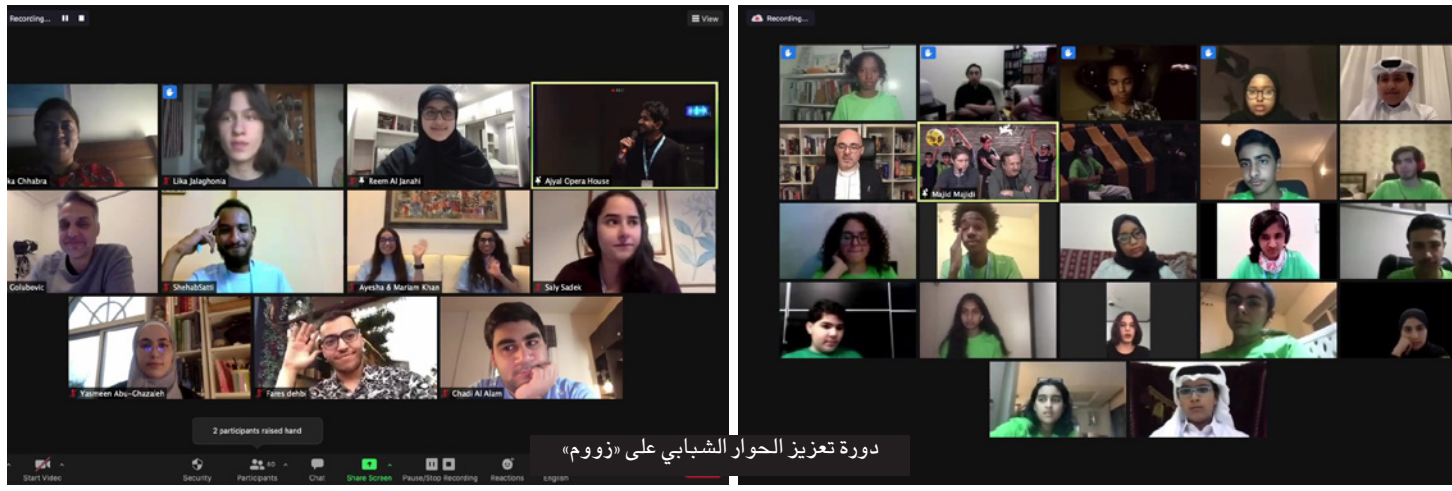 Recording...
View
ka Chhabra
Lika Jalaghonia
Reem Al Janahi
Ajyal Opera House
Golubevic
ShehabSatti
Ayesha & Mariam Khan
Saly Sadek
Yasmeen Abu-Ghazaleh
Fares dehbi
Chadi Al Alam
2 participants raised hand
Start Video
Security
Participants
60
Chat
Share Screen
Pause/Stop Recording
Reactions
English
Recording...
Majid Majidi
دورة تعزيز الحوار الشبابي على «زووم»